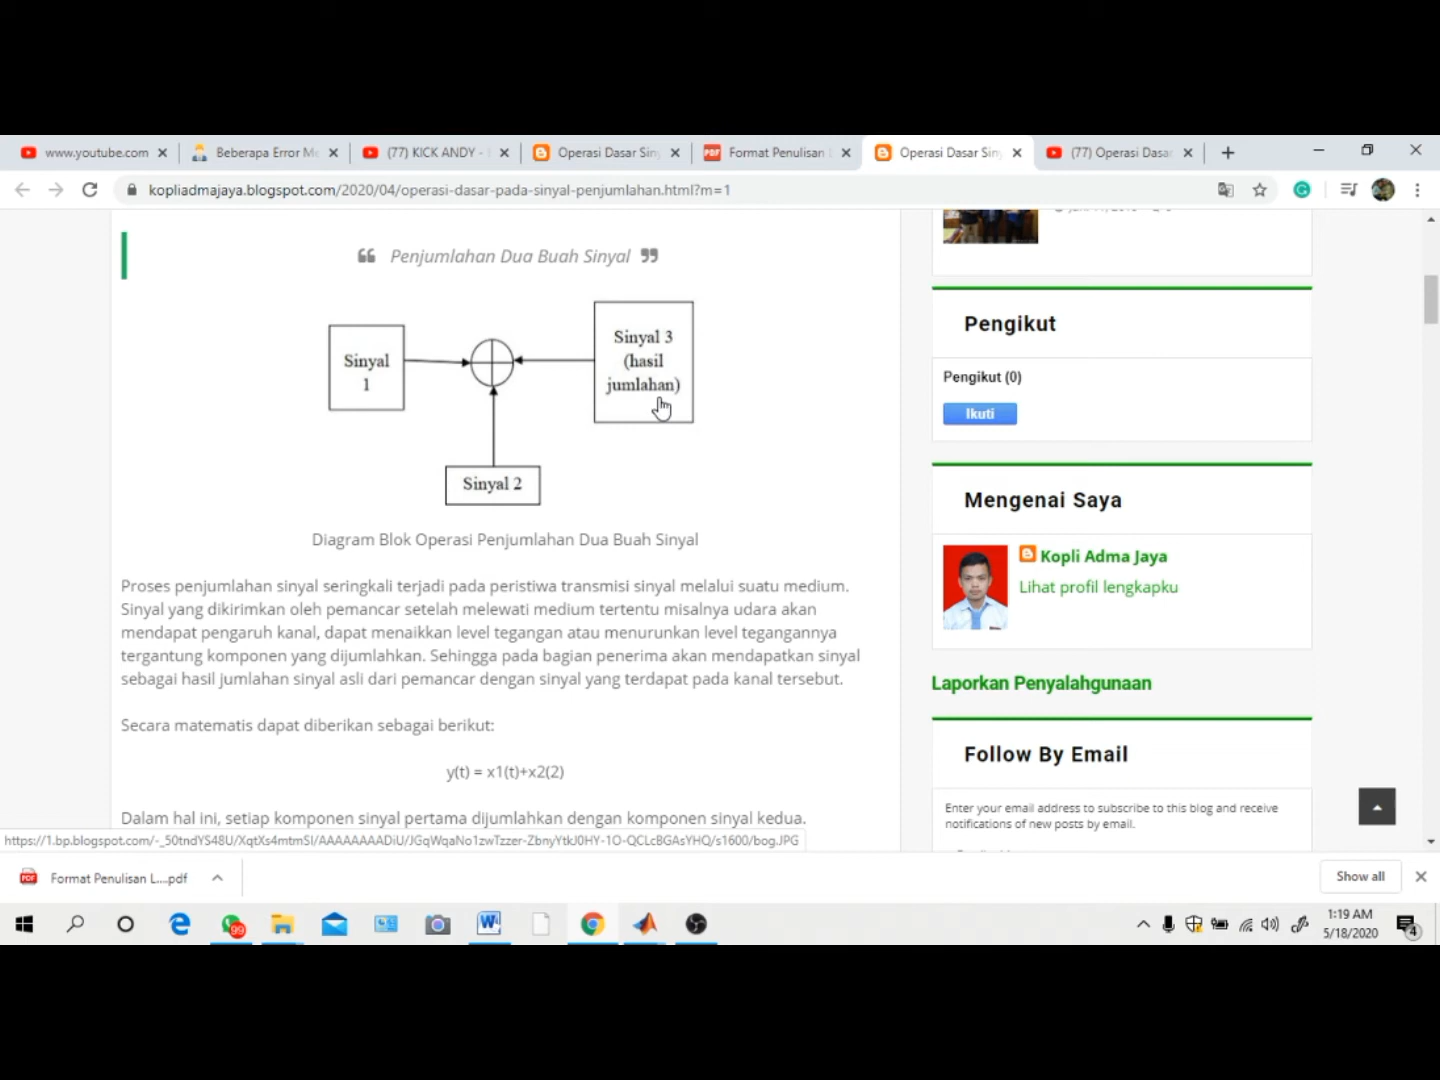 www.youtube.com
Beberapa Error Me
(77) KICK ANDY -
Operasi Dasar Sin
PDF
Format Penulisan
Operasi Dasar Sin
(77) Operasi Dasa
kopliadmajaya.blogspot.com/2020/04/operasi-dasar-pada-sinyal-penjumlahan.html?m=1
Penjumlahan Dua Buah Sinyal
Sinyal
1
Sinyal 3
(hasil
jumlahan)
Sinyal 2
Diagram Blok Operasi Penjumlahan Dua Buah Sinyal
Proses penjumlahan sinyal seringkali terjadi pada peristiwa transmisi sinyal melalui suatu medium.
Sinyal yang dikirimkan oleh pemancar setelah melewati medium tertentu misalnya udara akan
mendapat pengaruh kanal, dapat menaikkan level tegangan atau menurunkan level tegangannya
tergantung komponen yang dijumlahkan. Sehingga pada bagian penerima akan mendapatkan sinyal
sebagai hasil jumlahan sinyal asli dari pemancar dengan sinyal yang terdapat pada kanal tersebut.
Secara matematis dapat diberikan sebagai berikut:
y(t) = x1(t)+x2(2)
Dalam hal ini, setiap komponen sinyal pertama dijumlahkan dengan komponen sinyal kedua.
Pengikut
Pengikut (0)
Ikuti
Mengenai Saya
Kopli Adma Jaya
Lihat profil lengkapku
Laporkan Penyalahgunaan
Follow By Email
Enter your email address to subscribe to this blog and receive
notifications of new posts by email.
Format Penulisan L....pdf
Show all
99
1:19 AM
5/18/2020
4